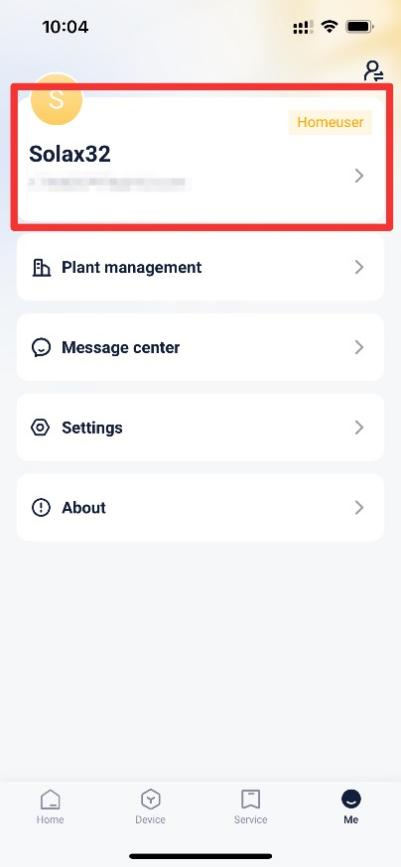 10:04
S
Homeuser
Solax32
Plant management
Message center
Settings
About
Home
Device
Service
Me